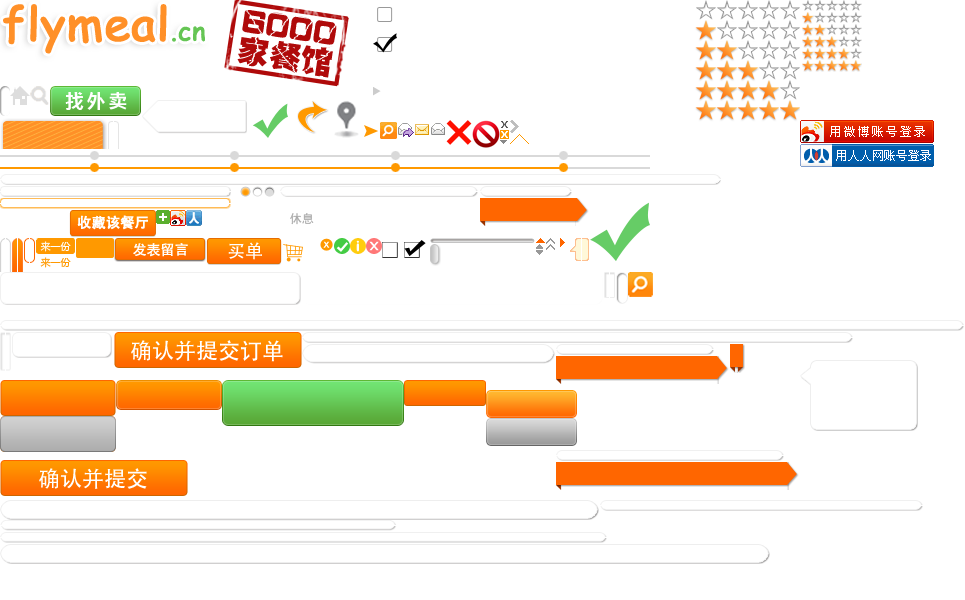 flymeal.cn
6000
家餐馆
找外卖
用微博账号登录
用人人网账号登录
收藏该餐厅
休息
来一份
发表留言
买单
来一份
确认并提交订单
确认并提交